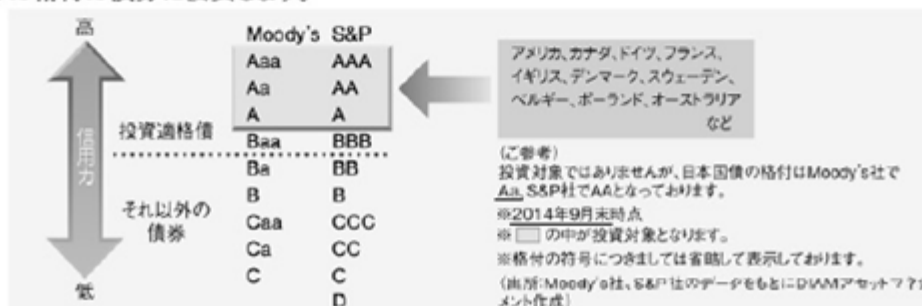 高
Moody's S&P
Aaa AAA
Aa AA
A A
Baa BBB
Ba BB
B B
Caa CCC
Ca CC
C C
D
信用力
投資適格債
それ以外の
債券
低
アメリカ、カナダ、ドイツ、フランス、
イギリス、デンマーク、スウェーデン、
ベルギー、ポーランド、オーストラリア
など
(ご参考)
投資対象ではありませんが、日本国債の格付はMoody's社で
Aa、S&P社でAAとなっております。
※2014年9月末時点
※ の中が投資対象となります。
※格付の符号につきましては省略して表示しております。
(出所:Moody's社、S&P社のデータをもとにDIAMアセットマネ
メント作成)